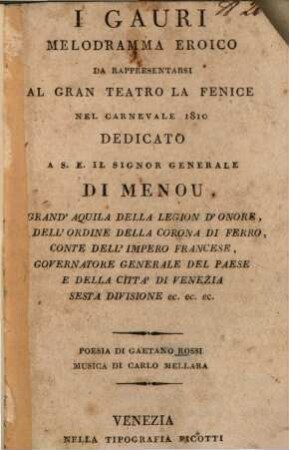 I GAURI
MELODRAMMA EROICO
DA RAPPRESENTARSI
AL GRAN TEATRO LA FENICE
NEL CARNEVALE 1810
DEDICATO
A S. E. IL SIGNOR GENERALE
DI MENOU,
GRAND' AQUILA DELLA LEGION D'ONORE,
DELL'ORDINE DELLA CORONA DI FERRO,
CONTE DELL'IMPERO FRANCESE,
GOVERNATORE GENERALE DEL PAESE
E DELLA CITTA' DI VENEZIA
SESTA DIVISIONE ec. ec. ec.
POESIA DI GAETANO ROSSI
MUSICA DI CARLO MELLARA
VENEZIA
NELLA TIPOGRAFIA RICOTTI